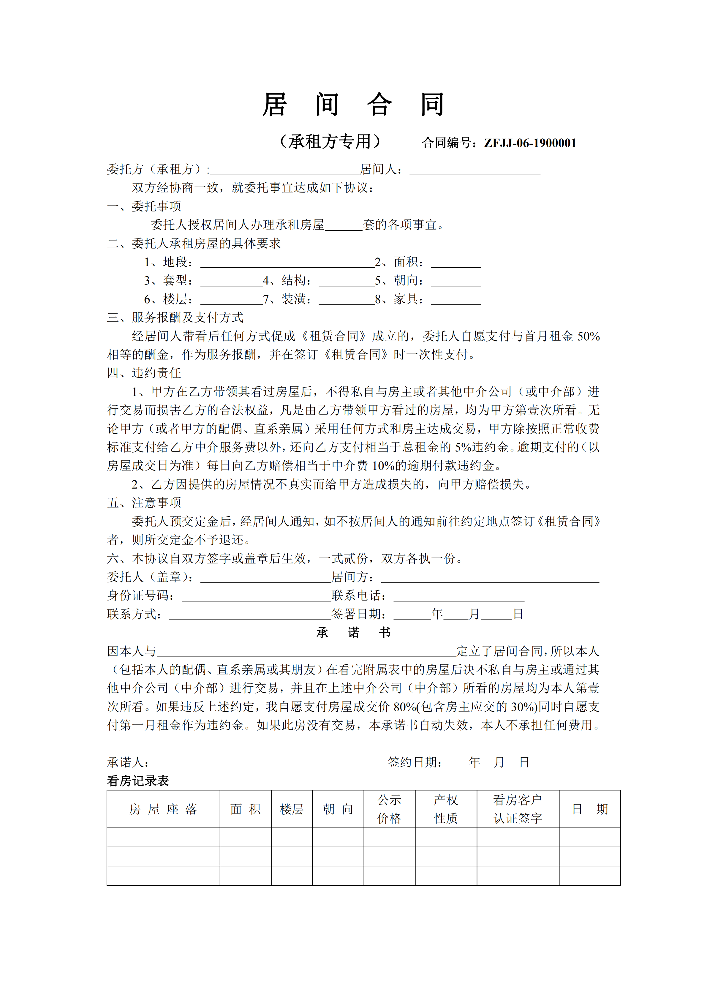 居 间 合 同
（承租方专用） 合同编号：ZFJJ-06-1900001
委托方（承租方）:________________________居间人：_____________________
双方经协商一致，就委托事宜达成如下协议：
一、委托事项
委托人授权居间人办理承租房屋______套的各项事宜。
二、委托人承租房屋的具体要求
1、地段：____________________________2、面积：________
3、套型：__________4、结构：_________5、朝向：________
6、楼层：__________7、装潢：_________8、家具：________
三、服务报酬及支付方式
经居间人带看后任何方式促成《租赁合同》成立的，委托人自愿支付与首月租金 50%
相等的酬金，作为服务报酬，并在签订《租赁合同》时一次性支付。
四、违约责任
1、甲方在乙方带领其看过房屋后，不得私自与房主或者其他中介公司（或中介部）进
行交易而损害乙方的合法权益，凡是由乙方带领甲方看过的房屋，均为甲方第壹次所看。无
论甲方（或者甲方的配偶、直系亲属）采用任何方式和房主达成交易，甲方除按照正常收费
标准支付给乙方中介服务费以外，还向乙方支付相当于总租金的 5%违约金。逾期支付的（以
房屋成交日为准）每日向乙方赔偿相当于中介费 10%的逾期付款违约金。
2、乙方因提供的房屋情况不真实而给甲方造成损失的，向甲方赔偿损失。
五、注意事项
委托人预交定金后，经居间人通知，如不按居间人的通知前往约定地点签订《租赁合同》
者，则所交定金不予退还。
六、本协议自双方签字或盖章后生效，一式贰份，双方各执一份。
委托人（盖章）：_____________________居间方：___________________________________
身份证号码：________________________联系电话：_____________________
联系方式：__________________________签署日期：______年____月_____日
承 诺 书
因本人与________________________________________________定立了居间合同，所以本人
（包括本人的配偶、直系亲属或其朋友）在看完附属表中的房屋后决不私自与房主或通过其
他中介公司（中介部）进行交易，并且在上述中介公司（中介部）所看的房屋均为本人第壹
次所看。如果违反上述约定，我自愿支付房屋成交价 80%(包含房主应交的 30%)同时自愿支
付第一月租金作为违约金。如果此房没有交易，本承诺书自动失效，本人不承担任何费用。
承诺人： 签约日期： 年 月 日
看房记录表
房 屋 座 落 面 积 楼层 朝 向 公示价格 产权性质 看房客户认证签字 日 期